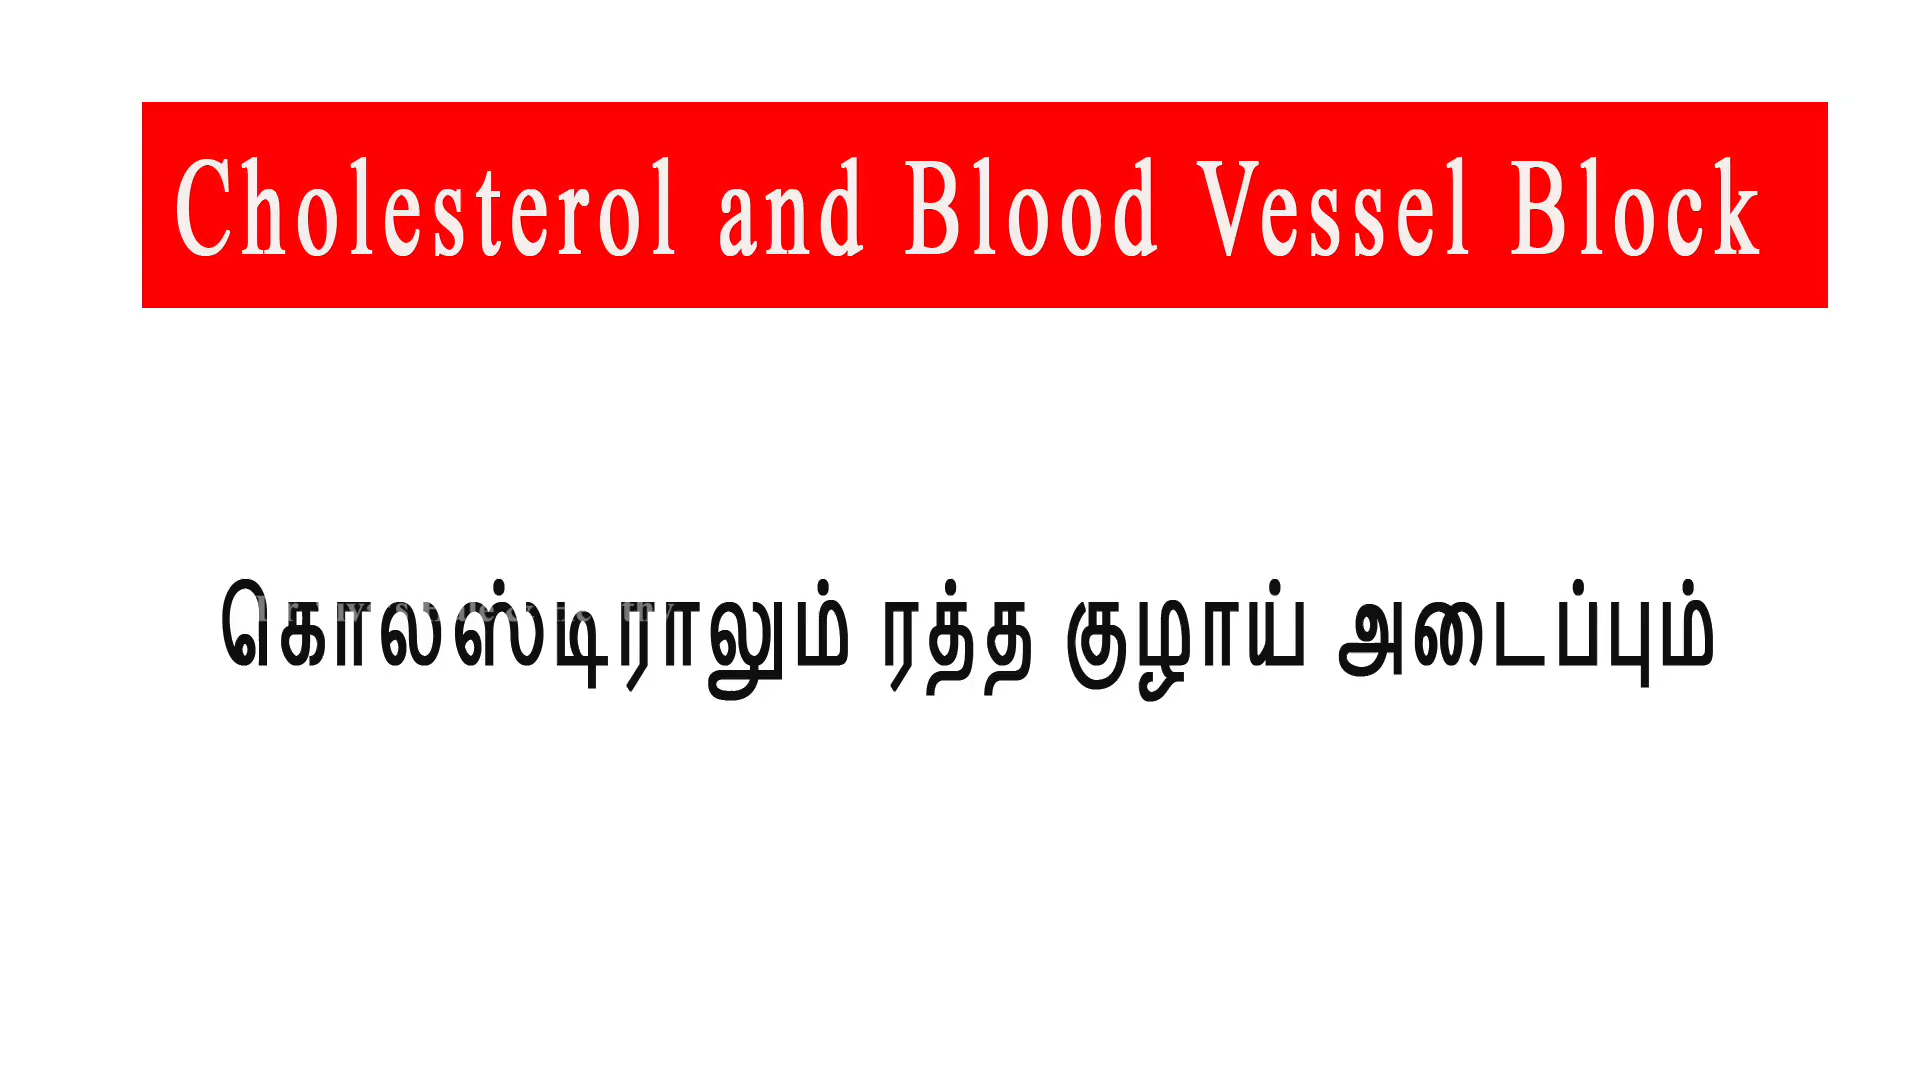 Cholesterol and Blood Vessel Block
கொலஸ்டிராலும் ரத்த குழாய் அடைப்பும்